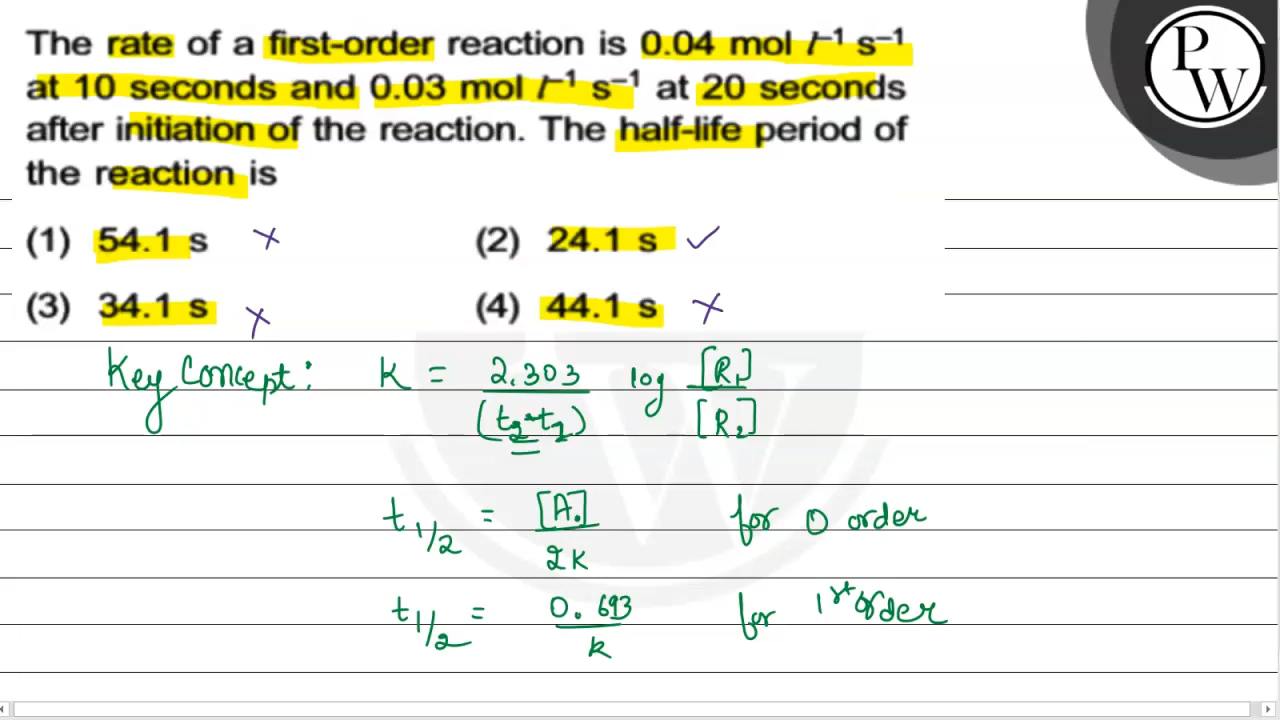 The rate of a first-order reaction is 0.04 mol l⁻¹ s⁻¹
at 10 seconds and 0.03 mol l⁻¹ s⁻¹ at 20 seconds
after initiation of the reaction. The half-life period of
the reaction is
(1) 54.1 s (2) 24.1 s
(3) 34.1 s (4) 44.1 s
Key Concept: K = 2.303 / (t₂-t₁) log [R₁] / [R₂]
t1/2 = [A₀] / 2K for 0 order
t1/2 = 0.693 / k for 1st order
P
W